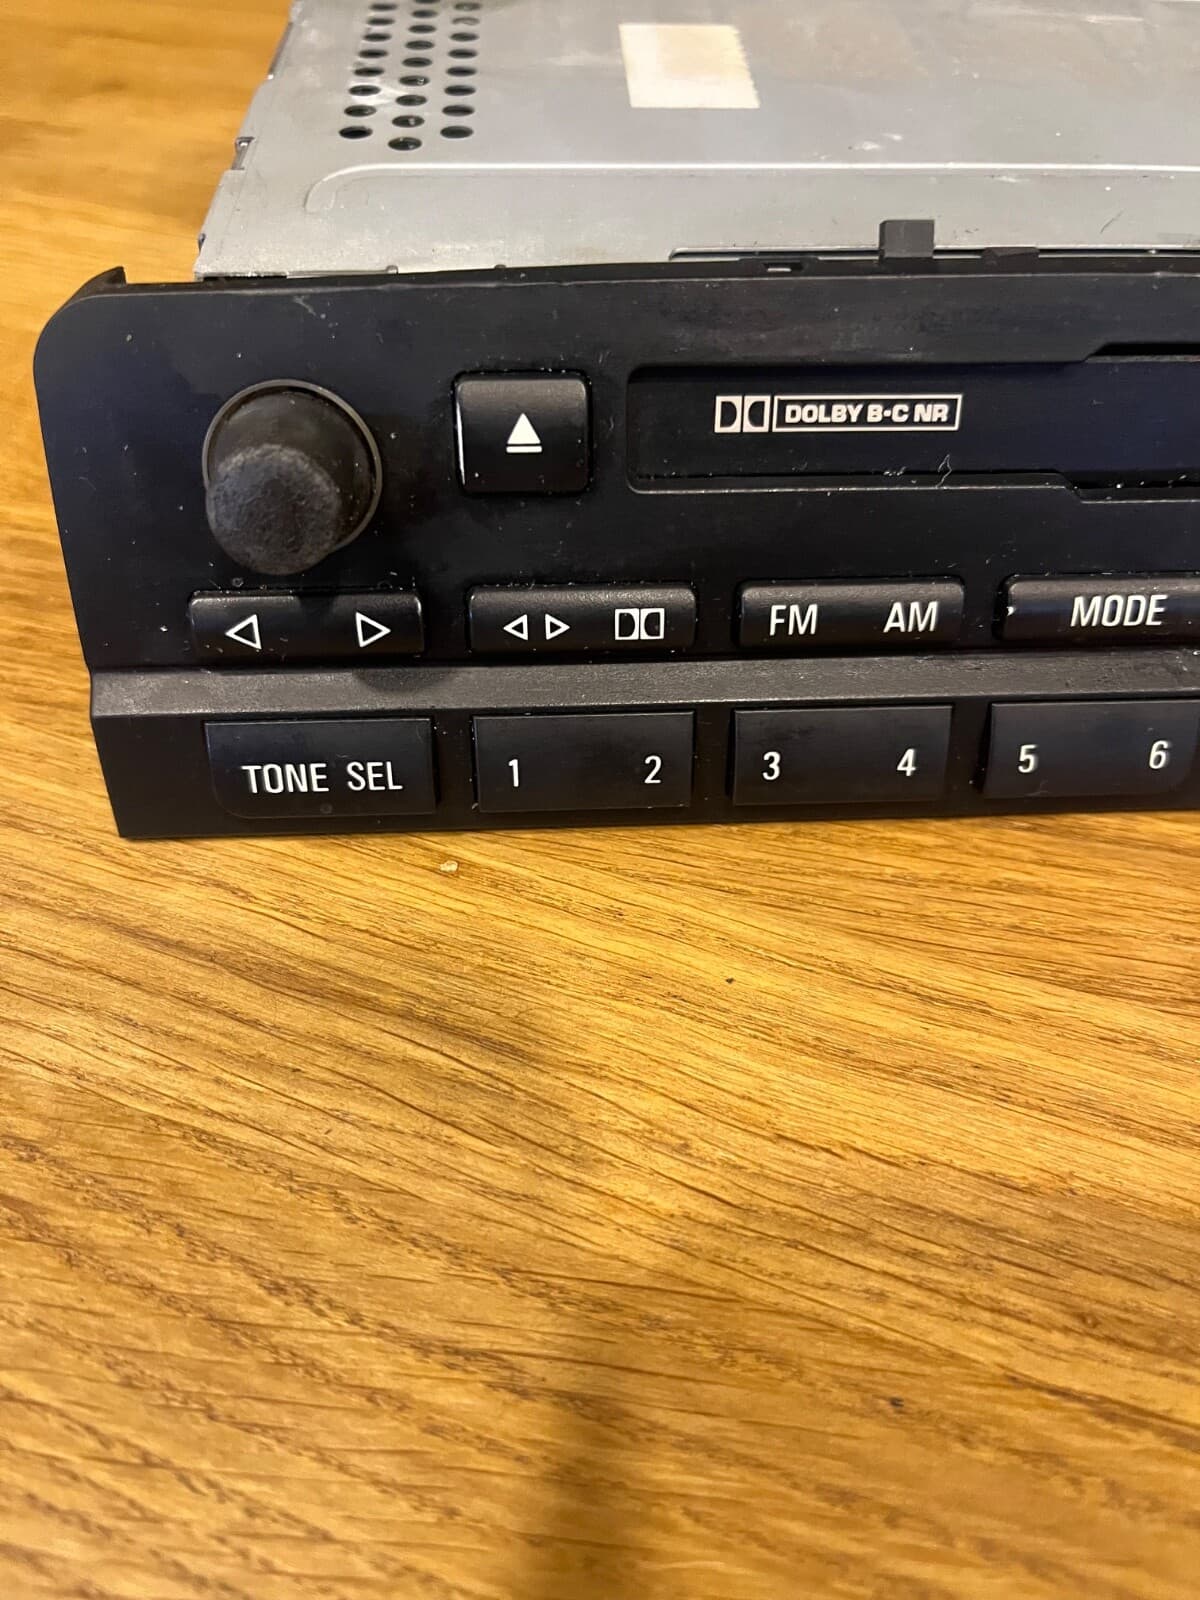 DOLBY B·C NR
FM AM MODE
TONE SEL 1 2 3 4 5 6